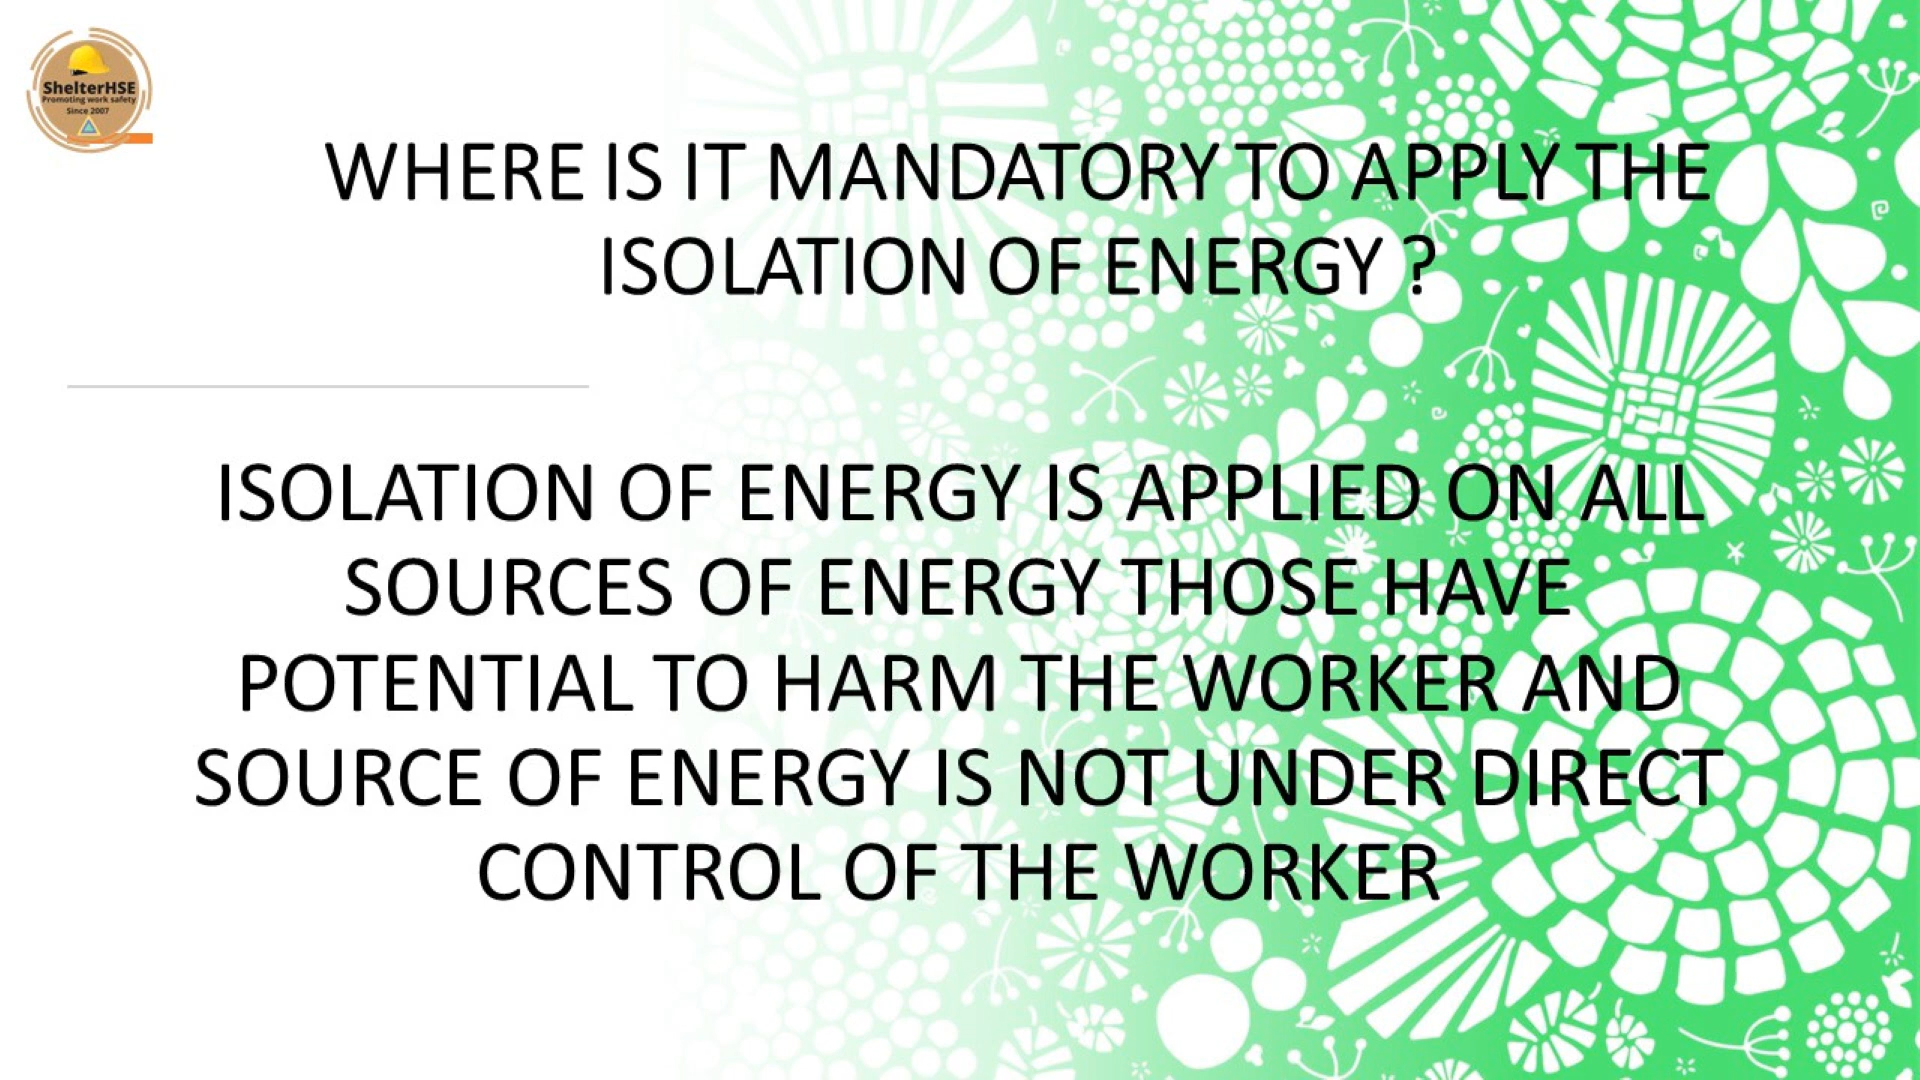 ShelterHSE
Promoting work safety
Since 2007
WHERE IS IT MANDATORY TO APPLY THE
ISOLATION OF ENERGY ?
ISOLATION OF ENERGY IS APPLIED ON ALL
SOURCES OF ENERGY THOSE HAVE
POTENTIAL TO HARM THE WORKER AND
SOURCE OF ENERGY IS NOT UNDER DIRECT
CONTROL OF THE WORKER